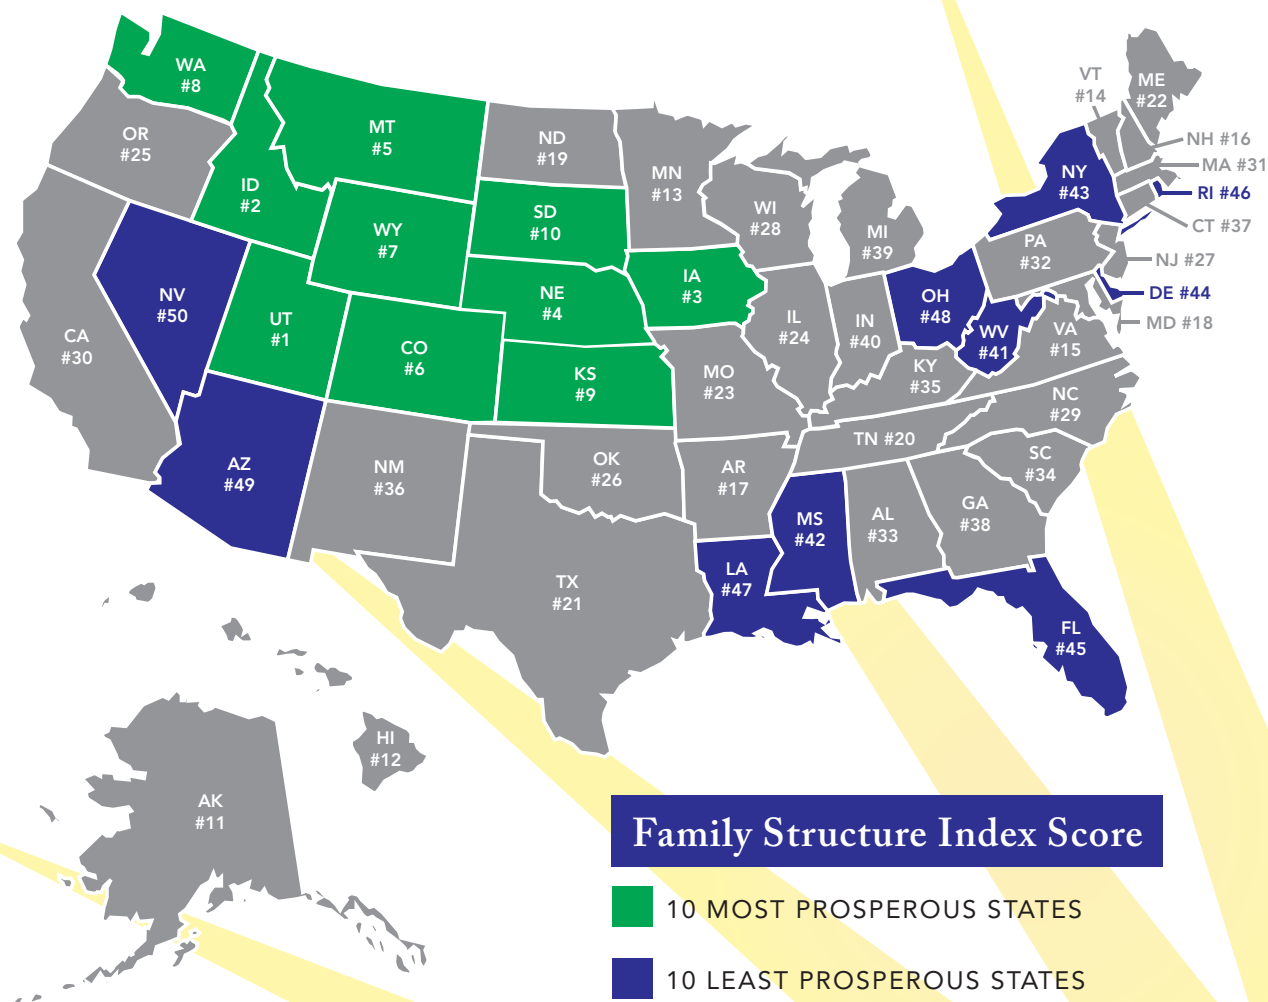 WA
#8
OR
#25
CA
#30
NV
#50
ID
#2
MT
#5
WY
#7
UT
#1
CO
#6
AZ
#49
NM
#36
ND
#19
SD
#10
NE
#4
KS
#9
OK
#26
TX
#21
MN
#13
IA
#3
MO
#23
AR
#17
LA
#47
WI
#28
IL
#24
MI
#39
IN
#40
OH
#48
KY
#35
TN #20
MS
#42
AL
#33
GA
#38
FL
#45
SC
#34
NC
#29
VA
#15
WV
#41
PA
#32
NY
#43
VT
#14
ME
#22
NH #16
MA #31
RI #46
CT #37
NJ #27
DE #44
MD #18
AK
#11
HI
#12
Family Structure Index Score
10 MOST PROSPEROUS STATES
10 LEAST PROSPEROUS STATES